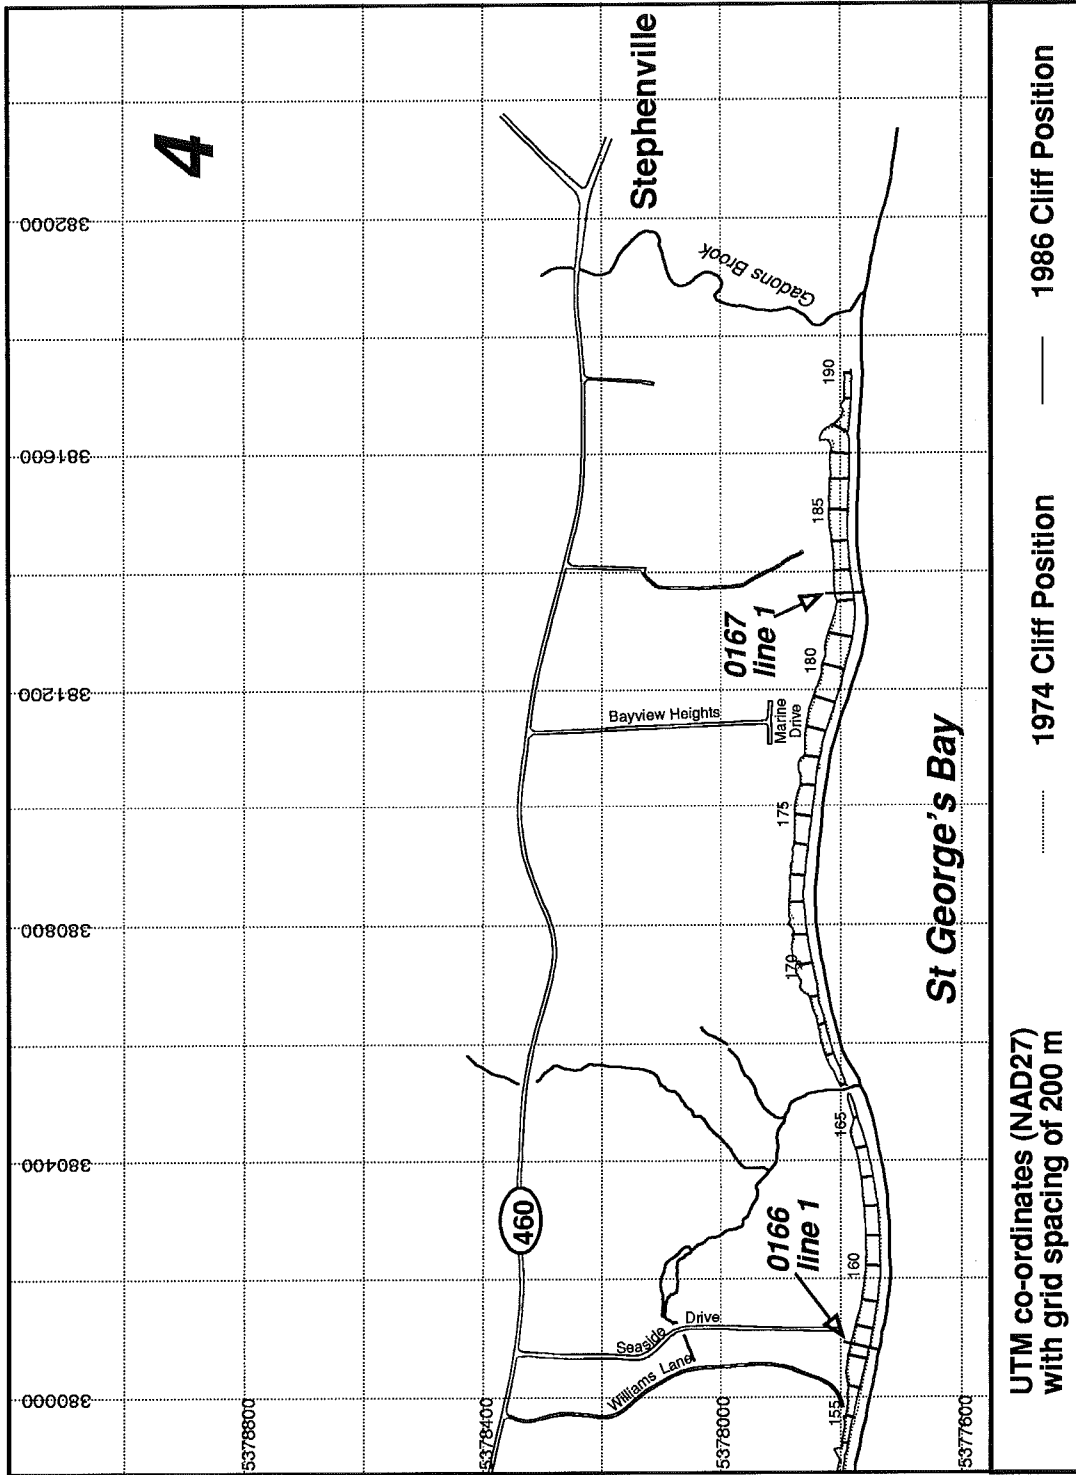 4
382000
381600
381200
380800
380400
380000
5378800
5378400
5378000
5377600
Stephenville
Gadons Brook
190
185
180
175
170
165
160
155
0167
line 1
Bayview Heights
Marine
Drive
St George's Bay
460
0166
line 1
Seaside Drive
Williams Lane
UTM co-ordinates (NAD27)
with grid spacing of 200 m
1974 Cliff Position
1986 Cliff Position